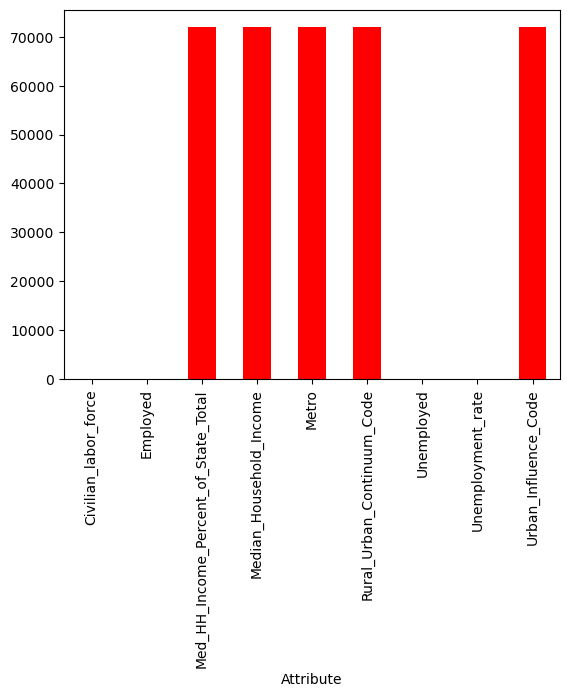 70000
60000
50000
40000
30000
20000
10000
0
Civilian_labor_force
Employed
Med_HH_Income_Percent_of_State_Total
Median_Household_Income
Metro
Rural_Urban_Continuum_Code
Unemployed
Unemployment_rate
Urban_Influence_Code
Attribute